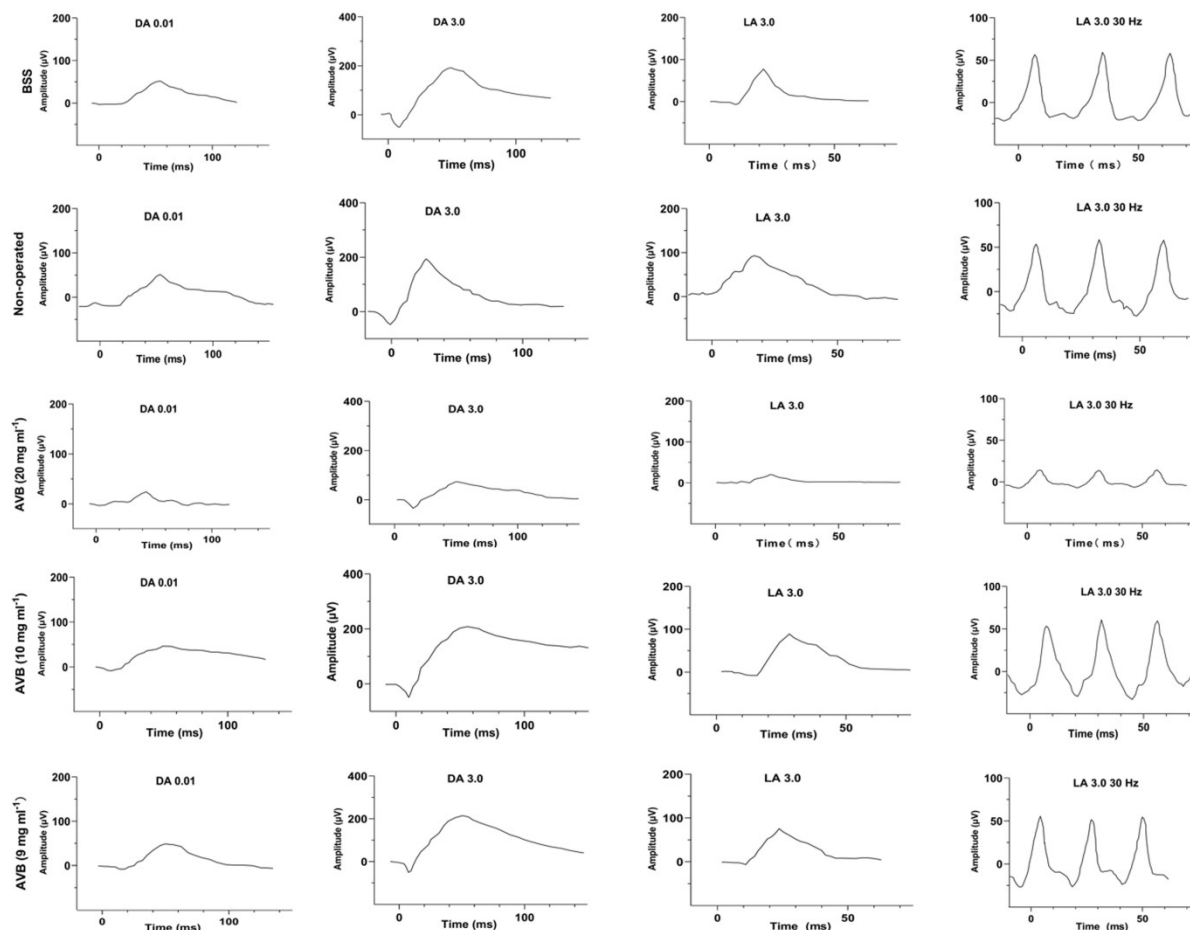 BSS
DA 0.01
Amplitude (µV)
200
100
0
0 100
Time (ms)
DA 3.0
Amplitude (µV)
400
200
0
0 100
Time (ms)
LA 3.0
Amplitude (µV)
200
100
0
0 50
Time（ ms）
LA 3.0 30 Hz
Amplitude (µV)
100
50
0
0 50
Time（ ms）
Non-operated
DA 0.01
Amplitude (µV)
200
100
0
0 100
Time (ms)
DA 3.0
Amplitude (µV)
400
200
0
0 100
Time (ms)
LA 3.0
Amplitude (µV)
200
100
0
0 50
Time (ms)
LA 3.0 30 Hz
Amplitude (µV)
100
50
0
0 50
Time (ms)
AVB (20 mg ml⁻¹)
DA 0.01
Amplitude (µV)
200
100
0
0 100
Time (ms)
DA 3.0
Amplitude (µV)
400
200
0
0 100
Time (ms)
LA 3.0
Amplitude (µV)
200
100
0
0 50
Time（ ms）
LA 3.0 30 Hz
Amplitude (µV)
100
50
0
0 50
Time（ ms）
AVB (10 mg ml⁻¹)
DA 0.01
Amplitude (µV)
200
100
0
0 100
Time (ms)
DA 3.0
Amplitude (µV)
400
200
0
0 100
Time (ms)
LA 3.0
Amplitude (µV)
200
100
0
0 50
Time (ms)
LA 3.0 30 Hz
Amplitude (µV)
100
50
0
0 50
Time (ms)
AVB (9 mg ml⁻¹)
DA 0.01
Amplitude (µV)
200
100
0
0 100
Time (ms)
DA 3.0
Amplitude (µV)
400
200
0
0 100
Time (ms)
LA 3.0
Amplitude (µV)
200
100
0
0 50
Time (ms)
LA 3.0 30 Hz
Amplitude (µV)
100
50
0
0 50
Time (ms)